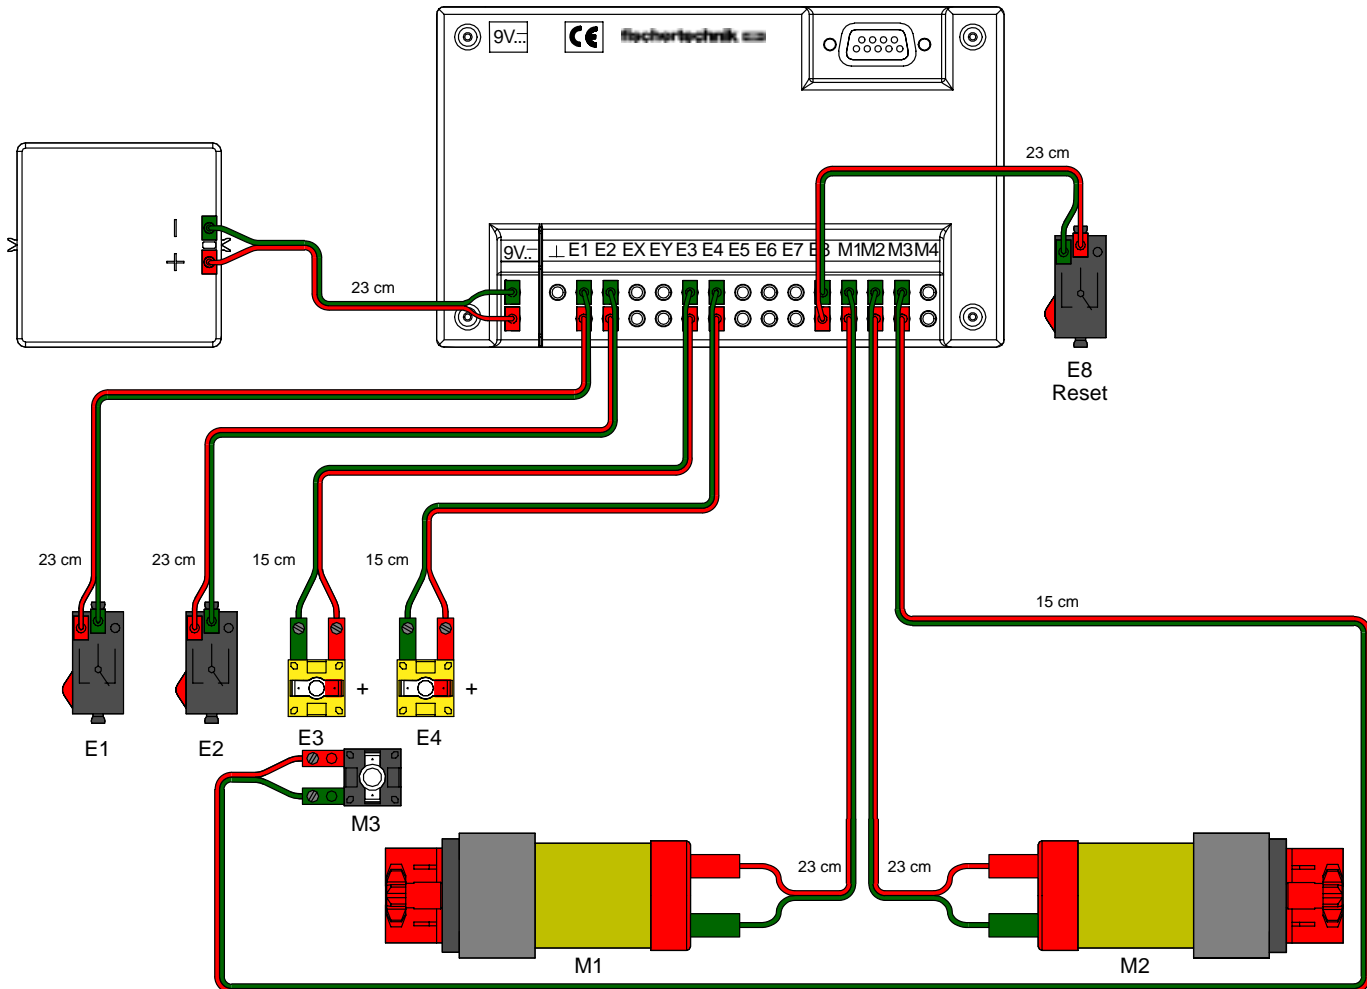 9V
CE
fischertechnik
23 cm
−
+
9V ⊥ E1 E2 EX EY E3 E4 E5 E6 E7 E8 M1 M2 M3 M4
23 cm
E8
Reset
23 cm
23 cm
15 cm
15 cm
15 cm
+
+
E1
E2
E3
E4
M3
23 cm
23 cm
M1
M2